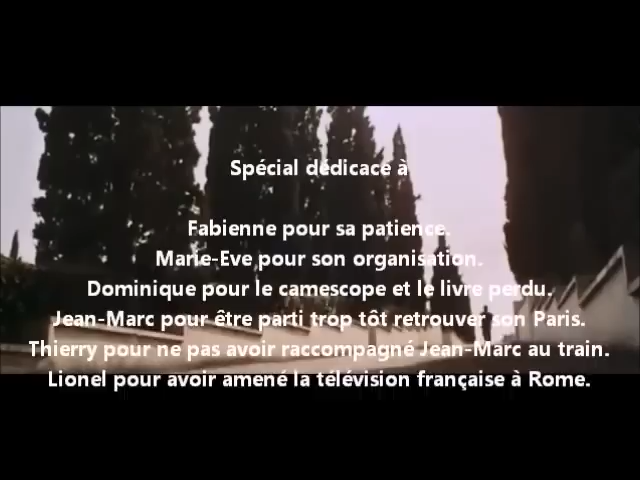 Spécial dédicace à
Fabienne pour sa patience.
Marie-Eve pour son organisation.
Dominique pour le camescope et le livre perdu.
Jean-Marc pour être parti trop tôt retrouver son Paris.
Thierry pour ne pas avoir raccompagné Jean-Marc au train.
Lionel pour avoir amené la télévision française à Rome.